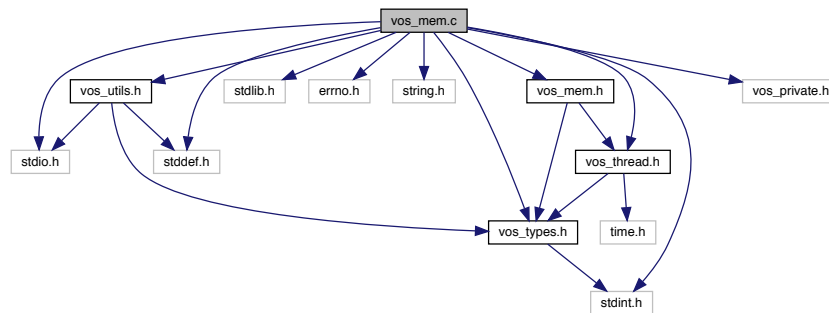 vos_mem.c
vos_utils.h
stdlib.h
errno.h
string.h
vos_mem.h
vos_private.h
stdio.h
stddef.h
vos_thread.h
vos_types.h
time.h
stdint.h